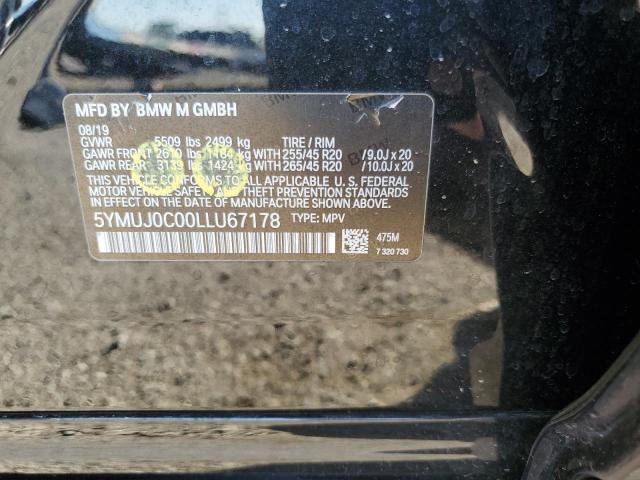 MFD BY BMW M GMBH
08/19
GVWR 5509 lbs 2499 kg TIRE / RIM
GAWR FRONT 2610 lbs 1184 kg WITH 255/45 R20 / 9.0J x 20
GAWR REAR 3139 lbs 1424 kg WITH 265/45 R20 / 10.0J x 20
THIS VEHICLE CONFORMS TO ALL APPLICABLE U. S. FEDERAL
MOTOR VEHICLE SAFETY, BUMPER, AND THEFT PREVENTION STANDARDS
IN EFFECT ON THE DATE OF MANUFACTURE SHOWN ABOVE.
5YMUJ0C00LLU67178 TYPE: MPV
475M
7 320 730